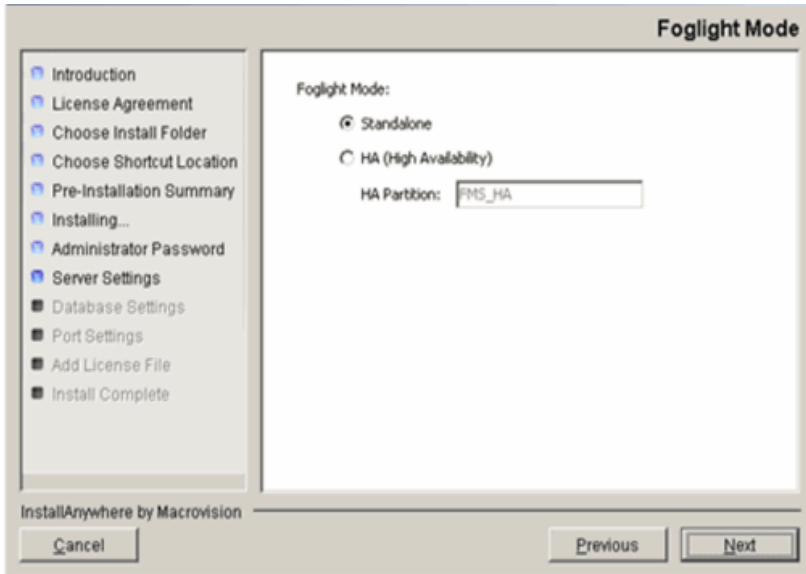 Foglight Mode
Introduction
License Agreement
Choose Install Folder
Choose Shortcut Location
Pre-Installation Summary
Installing...
Administrator Password
Server Settings
Database Settings
Port Settings
Add License File
Install Complete
Foglight Mode:
Standalone
HA (High Availability)
HA Partition: FMS_HA
InstallAnywhere by Macrovision
Cancel Previous Next